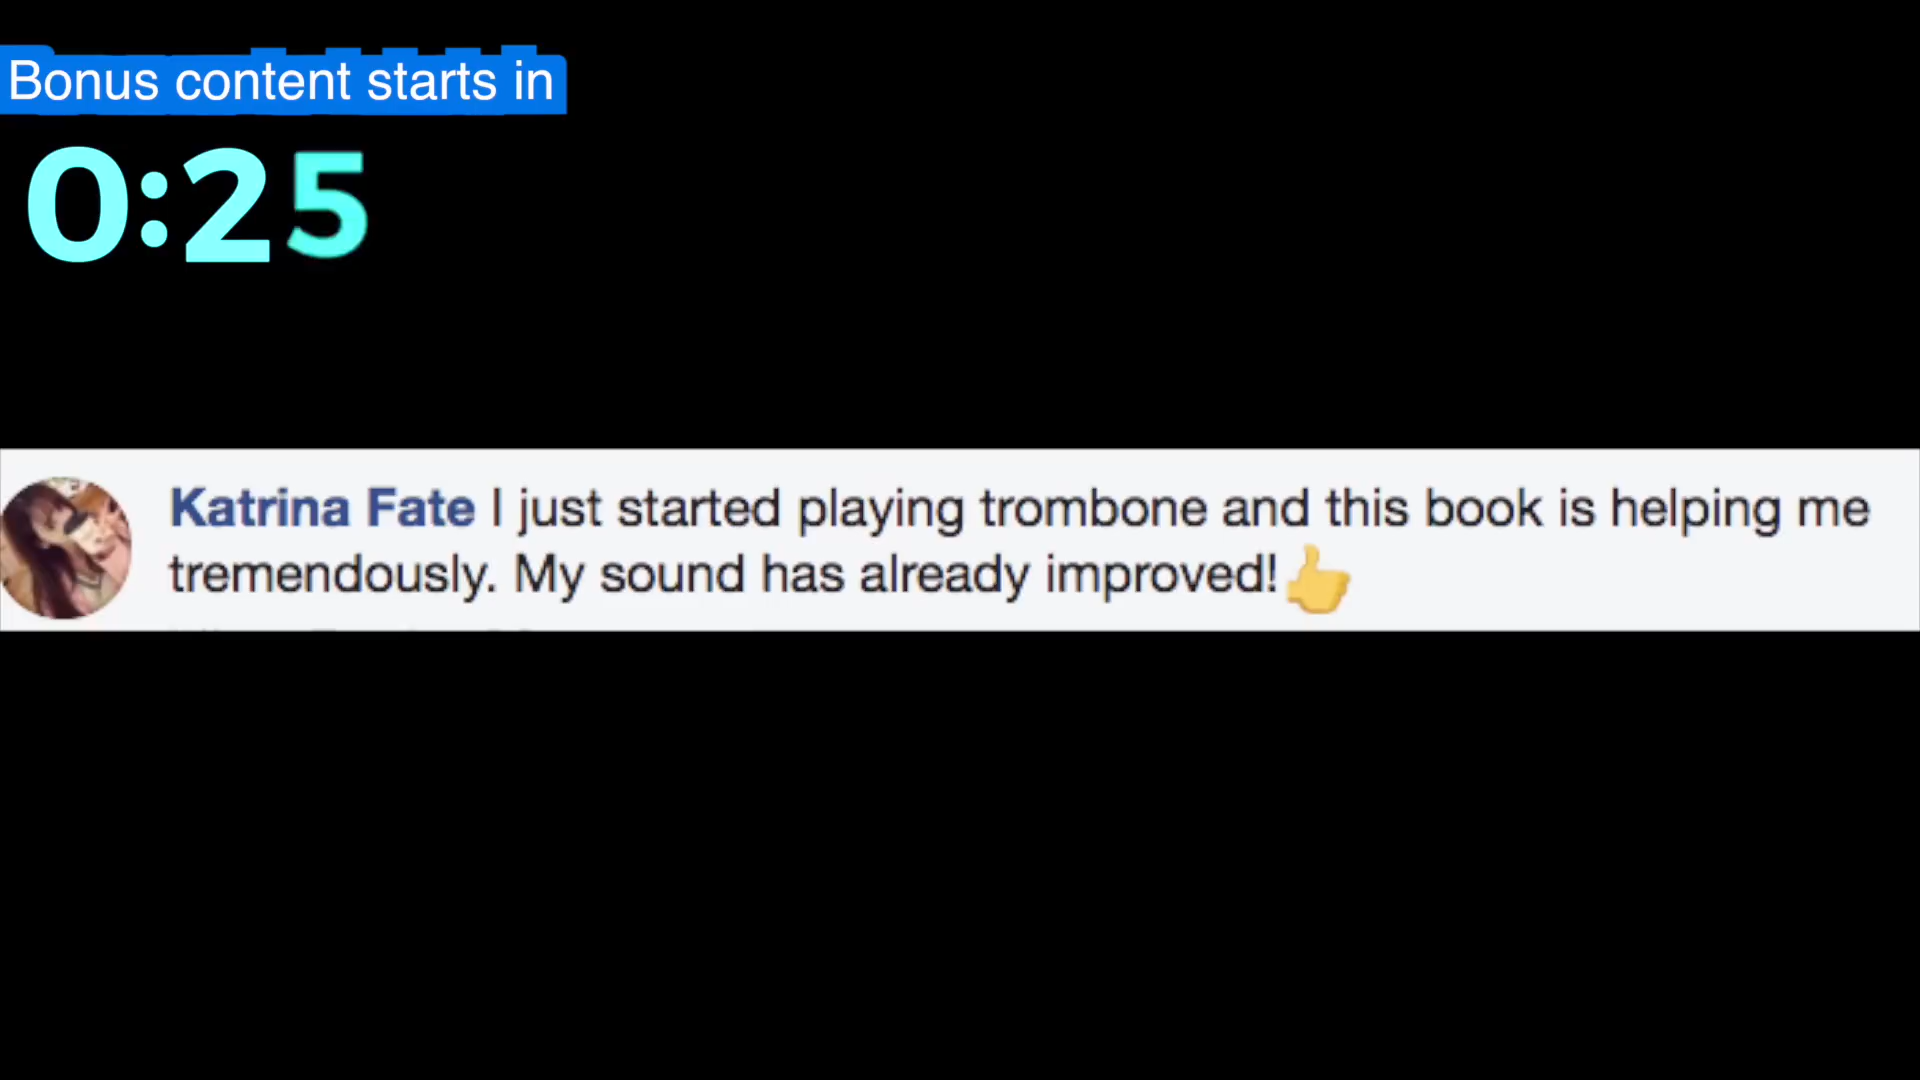 Bonus content starts in
0:25
Katrina Fate I just started playing trombone and this book is helping me
tremendously. My sound has already improved!👍